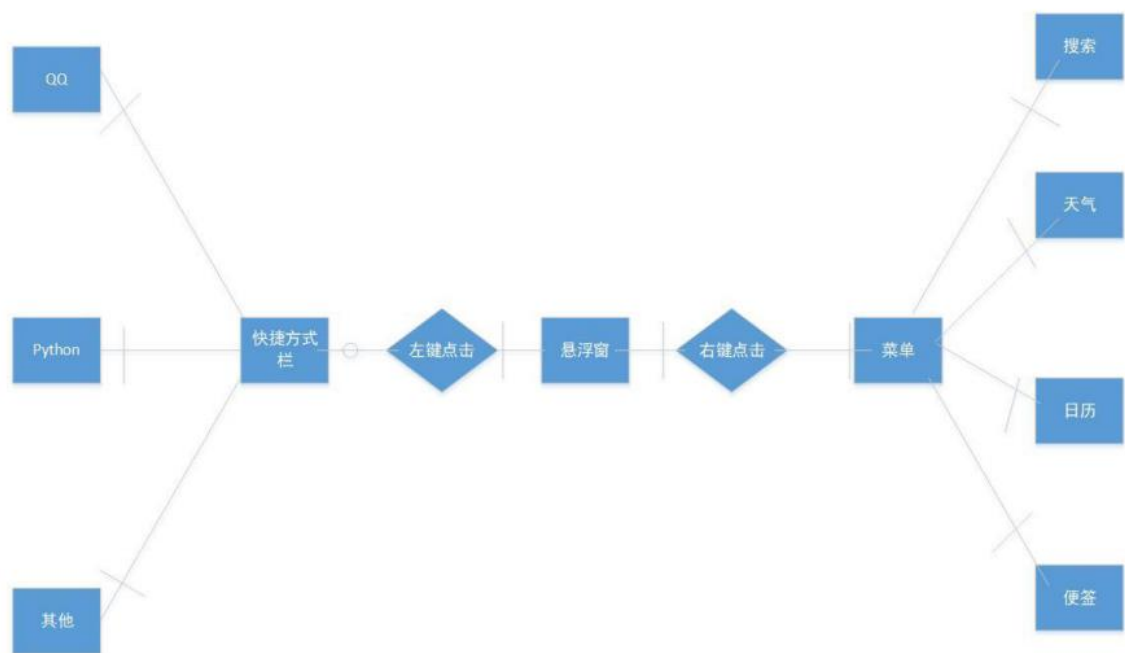 搜索
QQ
天气
Python
快捷方式
栏
左键点击
悬浮窗
右键点击
菜单
日历
其他
便签